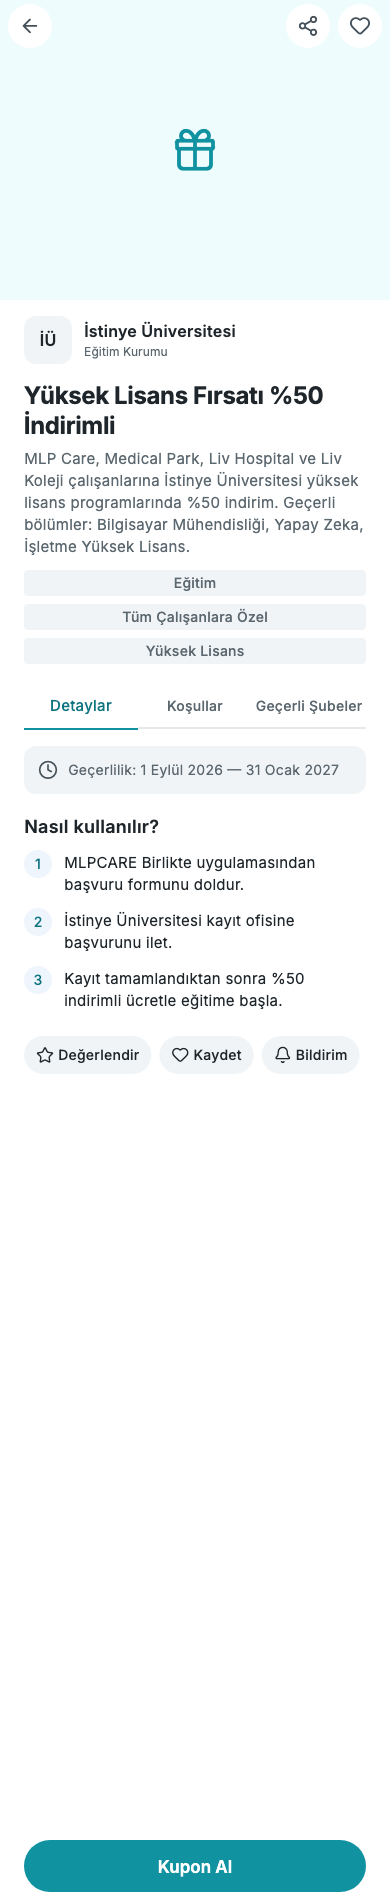 İÜ
İstinye Üniversitesi
Eğitim Kurumu
Yüksek Lisans Fırsatı %50
İndirimli
MLP Care, Medical Park, Liv Hospital ve Liv
Koleji çalışanlarına İstinye Üniversitesi yüksek
lisans programlarında %50 indirim. Geçerli
bölümler: Bilgisayar Mühendisliği, Yapay Zeka,
İşletme Yüksek Lisans.
Eğitim
Tüm Çalışanlara Özel
Yüksek Lisans
Detaylar Koşullar Geçerli Şubeler
Geçerlilik: 1 Eylül 2026 — 31 Ocak 2027
Nasıl kullanılır?
1 MLPCARE Birlikte uygulamasından
başvuru formunu doldur.
2 İstinye Üniversitesi kayıt ofisine
başvurunu ilet.
3 Kayıt tamamlandıktan sonra %50
indirimli ücretle eğitime başla.
Değerlendir Kaydet Bildirim
Kupon Al